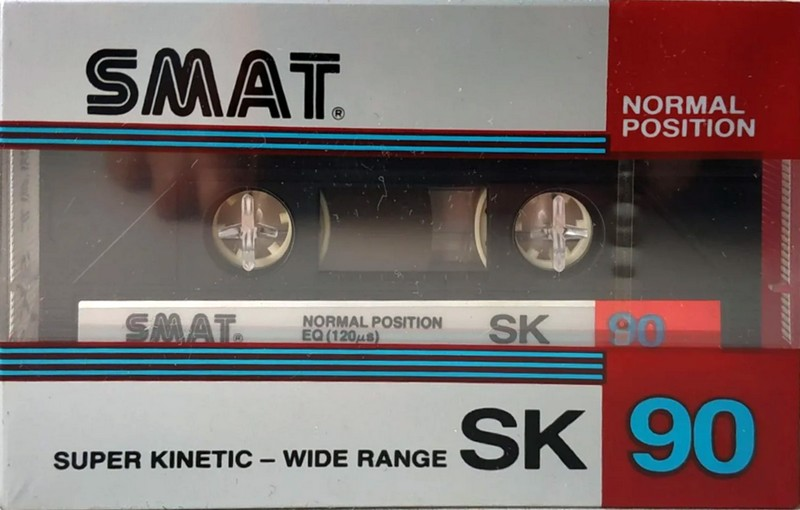 SMAT®
NORMAL
POSITION
SMAT®
NORMAL POSITION
EQ (120μs)
SK
90
SUPER KINETIC – WIDE RANGE SK
90